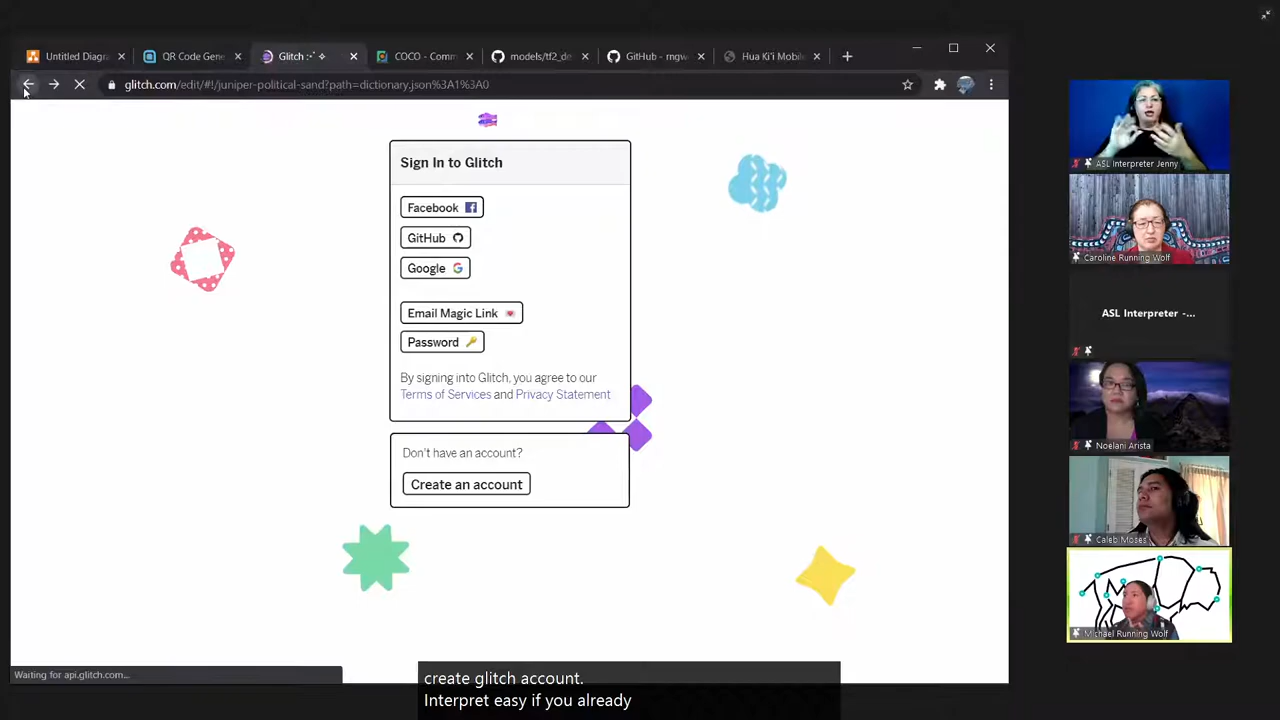 Untitled Diagra
QR Code Gene
Glitch :･ﾟ✧
COCO - Comm
models/tf2_de
GitHub - rngw
Hua Ki'i Mobile
glitch.com/edit/#!/juniper-political-sand?path=dictionary.json%3A1%3A0
Sign In to Glitch
Facebook
GitHub
Google
Email Magic Link
Password
By signing into Glitch, you agree to our
Terms of Services and Privacy Statement
Don't have an account?
Create an account
Waiting for api.glitch.com...
create glitch account.
Interpret easy if you already
ASL Interpreter Jenny
Caroline Running Wolf
ASL Interpreter -...
Noelani Arista
Caleb Moses
Michael Running Wolf